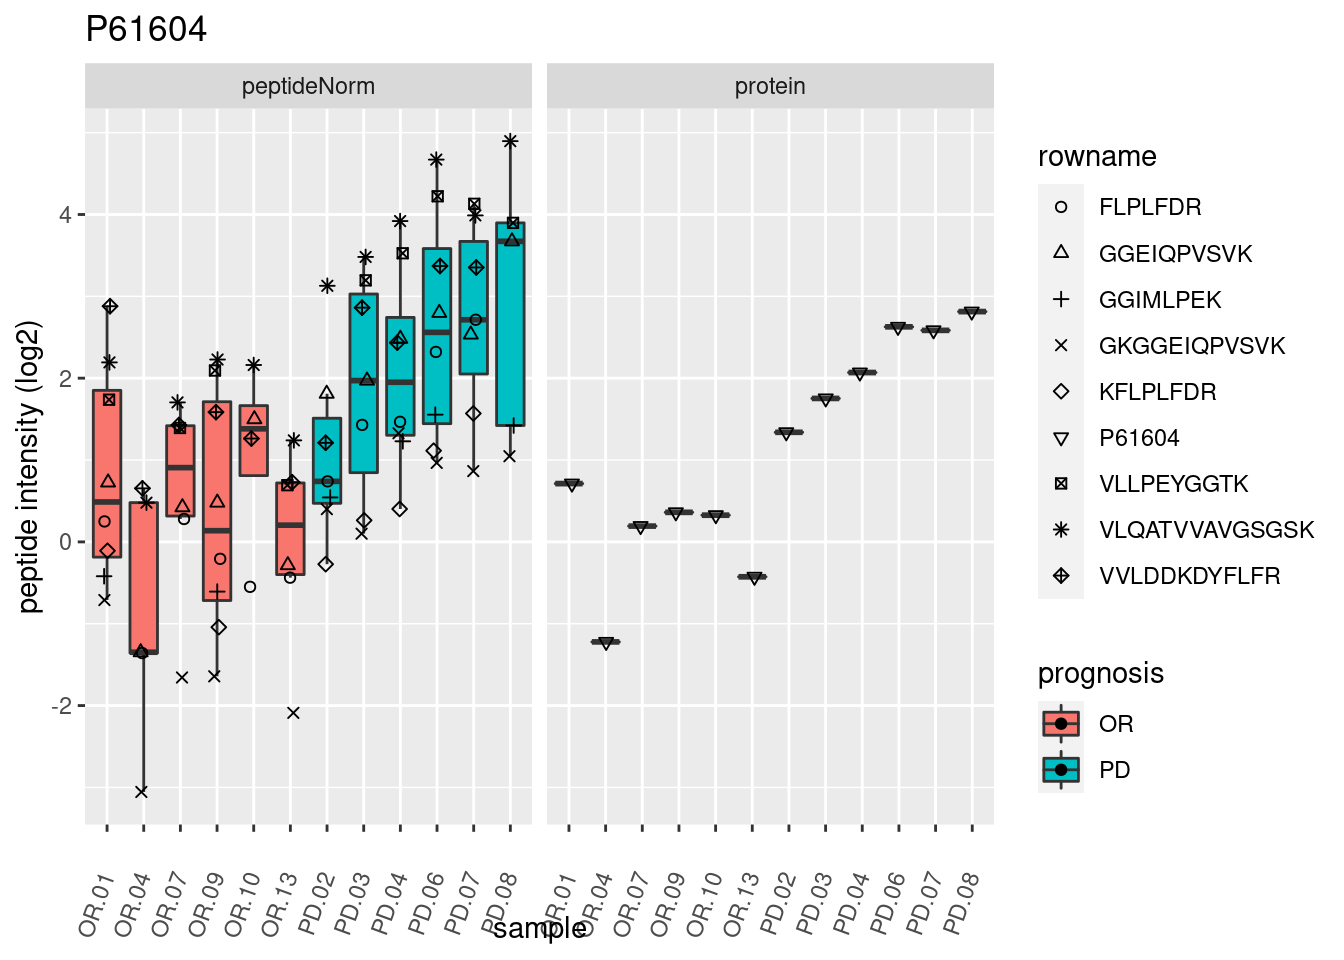 P61604
peptideNorm
protein
peptide intensity (log2)
4
2
0
-2
OR.01
OR.04
OR.07
OR.09
OR.10
OR.13
PD.02
PD.03
PD.04
PD.06
PD.07
PD.08
OR.01
OR.04
OR.07
OR.09
OR.10
OR.13
PD.02
PD.03
PD.04
PD.06
PD.07
PD.08
sample
rowname
FLPLFDR
GGEIQPVSVK
GGIMLPEK
GKGGEIQPVSVK
KFLPLFDR
P61604
VLLPEYGGTK
VLQATVVAVGSGSK
VVLDDKDYFLFR
prognosis
OR
PD